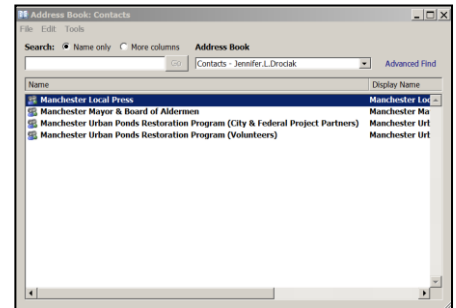 Address Book: Contacts
File Edit Tools
Search: Name only More columns Address Book
Go Contacts - Jennifer.L.Drociak Advanced Find
Name Display Name
Manchester Local Press Manchester Loc
Manchester Mayor & Board of Aldermen Manchester Ma
Manchester Urban Ponds Restoration Program (City & Federal Project Partners) Manchester Urb
Manchester Urban Ponds Restoration Program (Volunteers) Manchester Urb